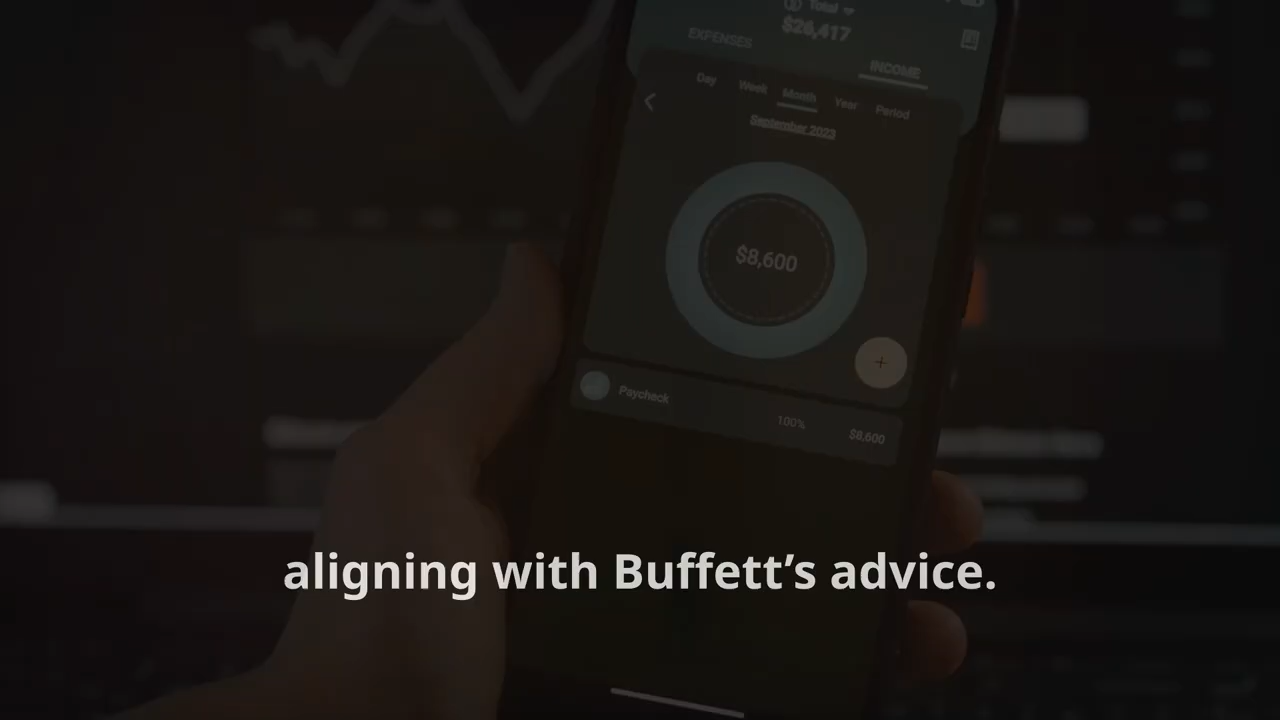 Total
$26,417
EXPENSES
INCOME
Day Week Month Year Period
September 2023
$8,600
+
Paycheck 100% $8,600
aligning with Buffett’s advice.